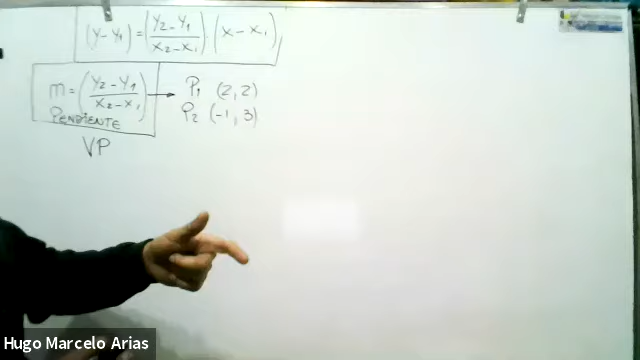 (y-y₁) = (y₂-y₁ / x₂-x₁) . (x-x₁)
m = (y₂-y₁ / x₂-x₁) → P₁ (2,2)
PENDIENTE P₂ (-1,3)
VP
Hugo Marcelo Arias